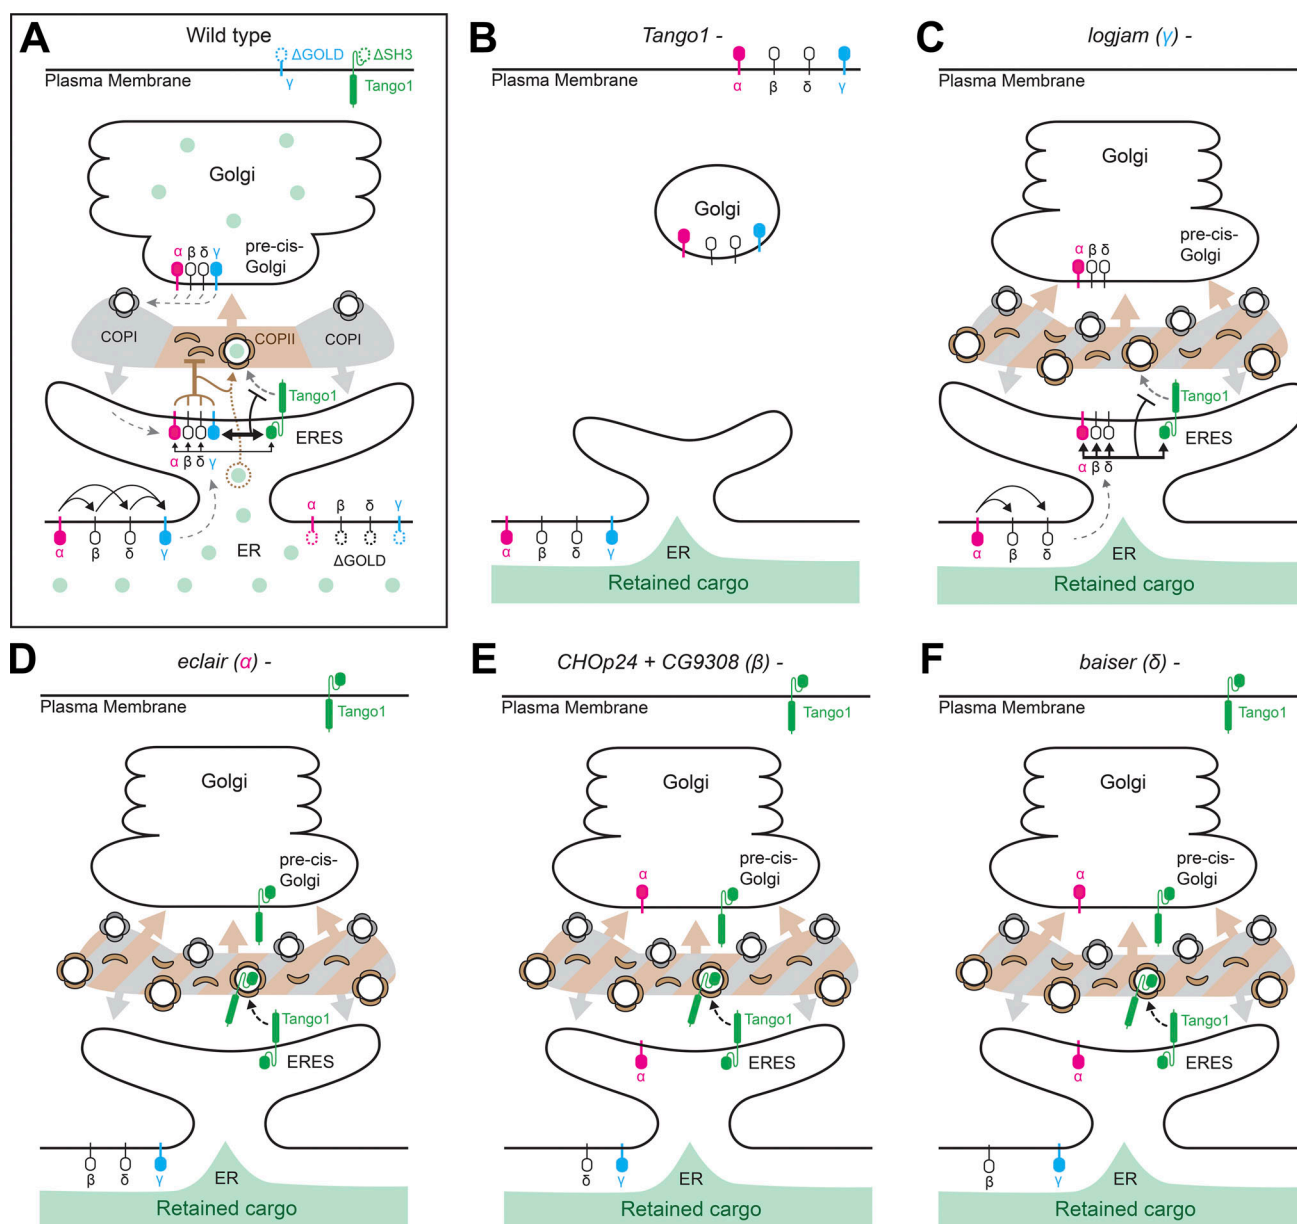 A
Wild type
ΔGOLD
ΔSH3
Plasma Membrane
γ
Tango1
Golgi
α β δ γ
pre-cis-
Golgi
COPI
COPII
COPI
Tango1
ERES
α β δ γ
α β δ γ
ER
α β δ γ
ΔGOLD
B
Tango1 -
Plasma Membrane
α β δ γ
Golgi
α β δ γ
ER
Retained cargo
C
logjam (γ) -
Plasma Membrane
Golgi
α β δ
pre-cis-
Golgi
Tango1
ERES
α β δ
α β δ
ER
Retained cargo
D
eclair (α) -
Plasma Membrane
Tango1
Golgi
pre-cis-
Golgi
Tango1
ERES
β δ γ
ER
Retained cargo
E
CHOp24 + CG9308 (β) -
Plasma Membrane
Tango1
Golgi
α
pre-cis-
Golgi
Tango1
ERES
α
δ γ
ER
Retained cargo
F
baiser (δ) -
Plasma Membrane
Tango1
Golgi
α
pre-cis-
Golgi
Tango1
ERES
α
β γ
ER
Retained cargo